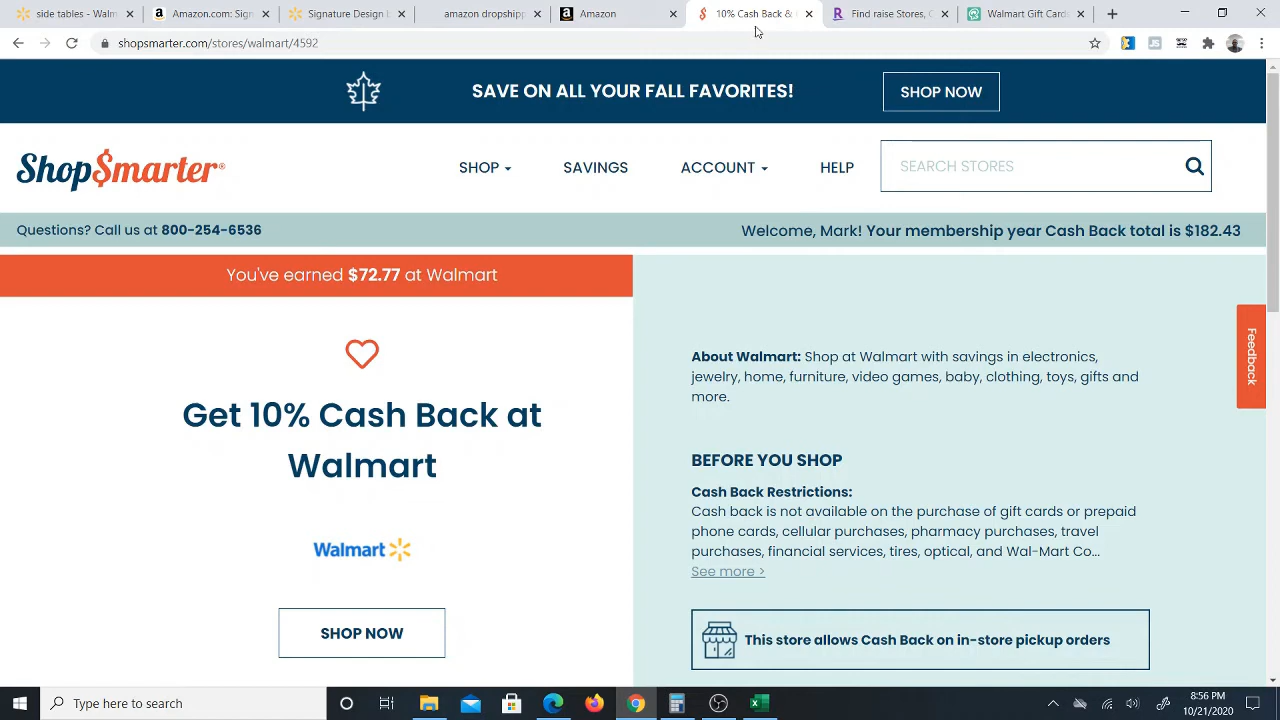 side tables - Walm
Amazon.com: Sign
Signature Design b
amazon dropshipp
Amazon
10% Cash Back &
Find raise Stores, C
Walmart Gift Cards
shopsmarter.com/stores/walmart/4592
SAVE ON ALL YOUR FALL FAVORITES!
SHOP NOW
ShopSmarter®
SHOP
SAVINGS
ACCOUNT
HELP
SEARCH STORES
Questions? Call us at 800-254-6536
Welcome, Mark! Your membership year Cash Back total is $182.43
You've earned $72.77 at Walmart
Get 10% Cash Back at
Walmart
Walmart
SHOP NOW
About Walmart: Shop at Walmart with savings in electronics,
jewelry, home, furniture, video games, baby, clothing, toys, gifts and
more.
BEFORE YOU SHOP
Cash Back Restrictions:
Cash back is not available on the purchase of gift cards or prepaid
phone cards, cellular purchases, pharmacy purchases, travel
purchases, financial services, tires, optical, and Wal-Mart Co...
See more >
This store allows Cash Back on in-store pickup orders
Feedback
Type here to search
8:56 PM
10/21/2020